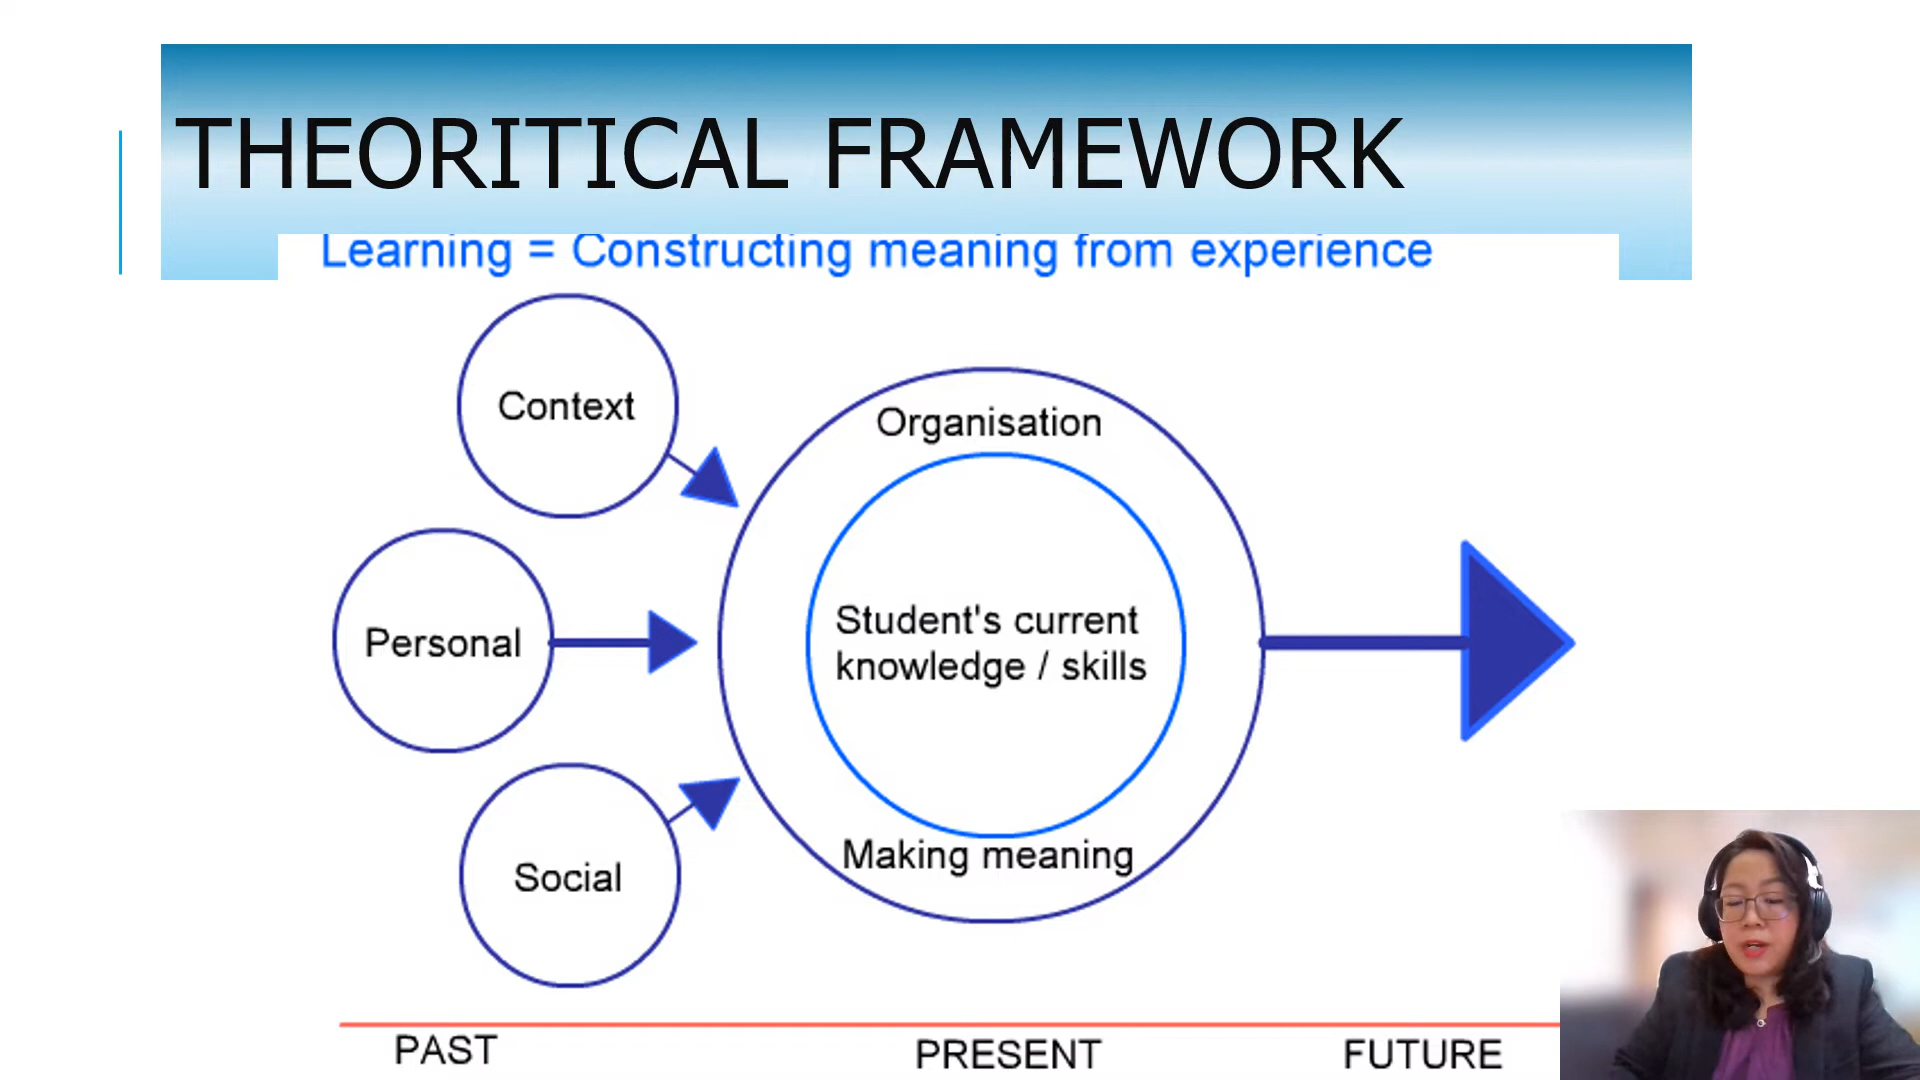 THEORITICAL FRAMEWORK
Learning = Constructing meaning from experience
Context
Organisation
Student's current
knowledge / skills
Personal
Making meaning
Social
PAST
PRESENT
FUTURE